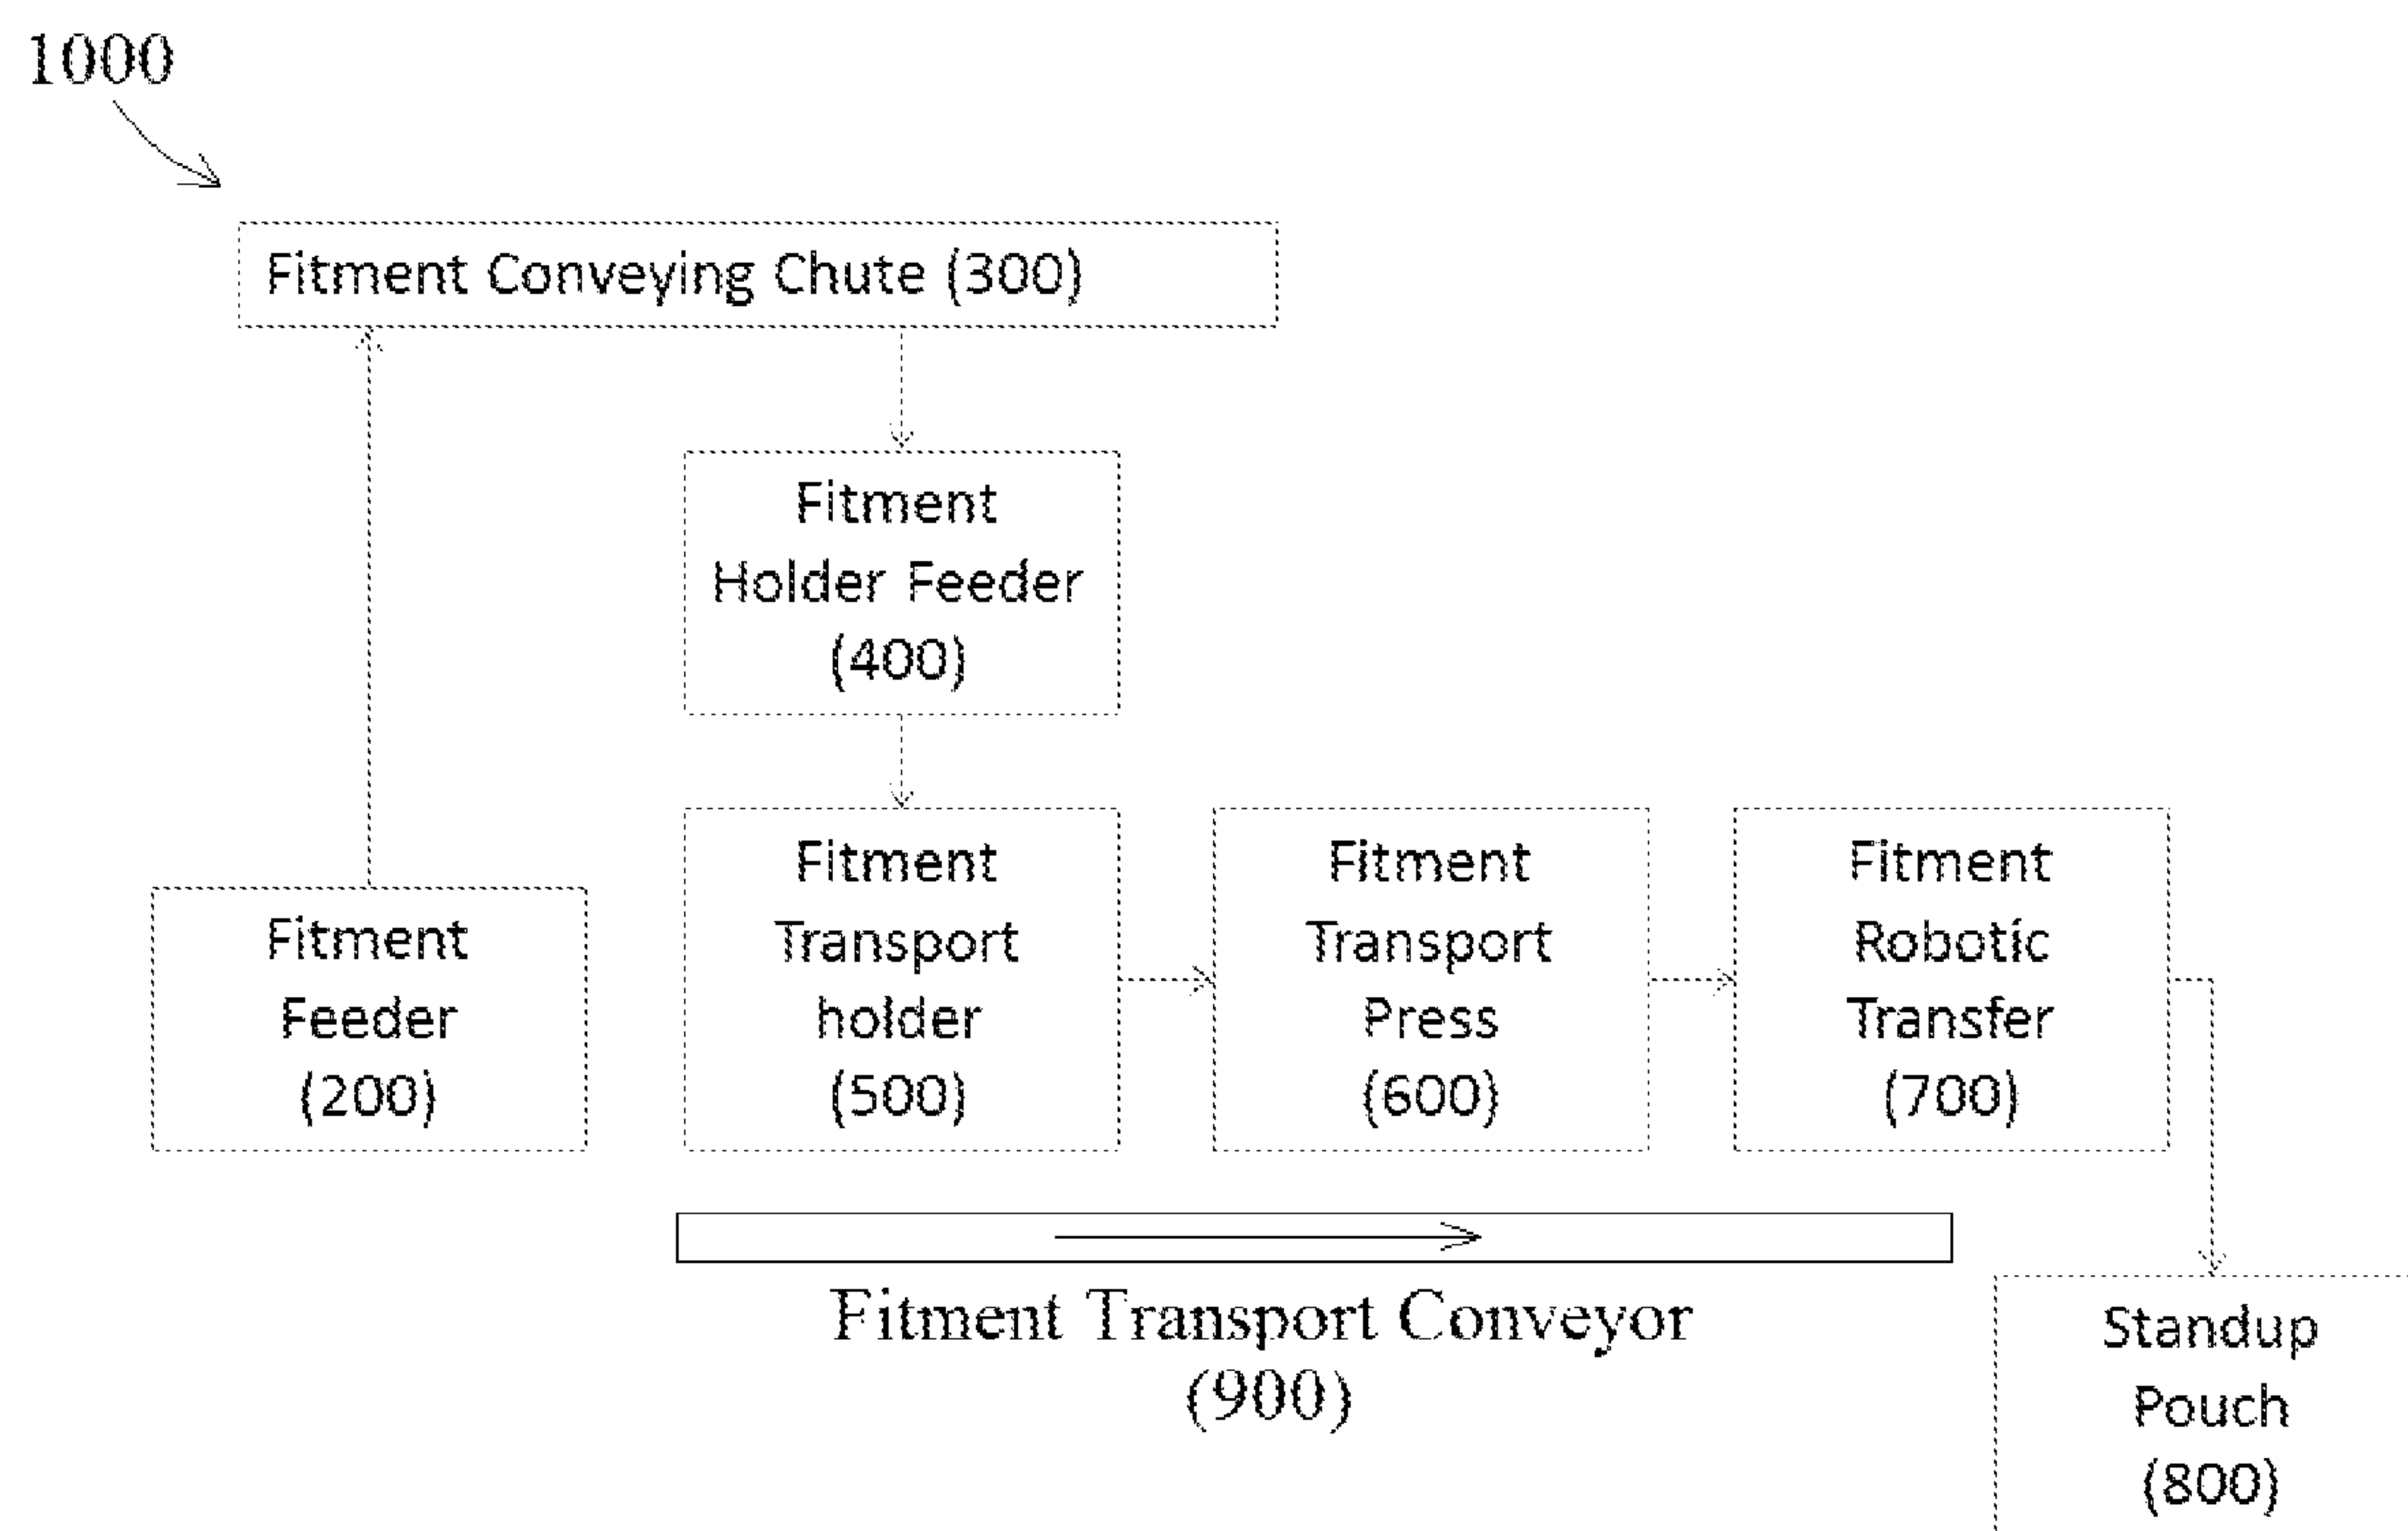 1000
Fitment Conveying Chute (300)
Fitment
Holder Feeder
(400)
Fitment
Feeder
(200)
Fitment
Transport
holder
(500)
Fitment
Transport
Press
(600)
Fitment
Robotic
Transfer
(700)
Fitment Transport Conveyor
(900)
Standup
Pouch
(800)